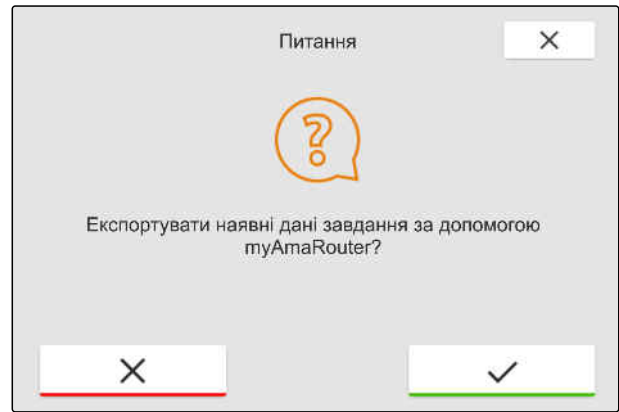 Питання
Експортувати наявні дані завдання за допомогою
myAmaRouter?